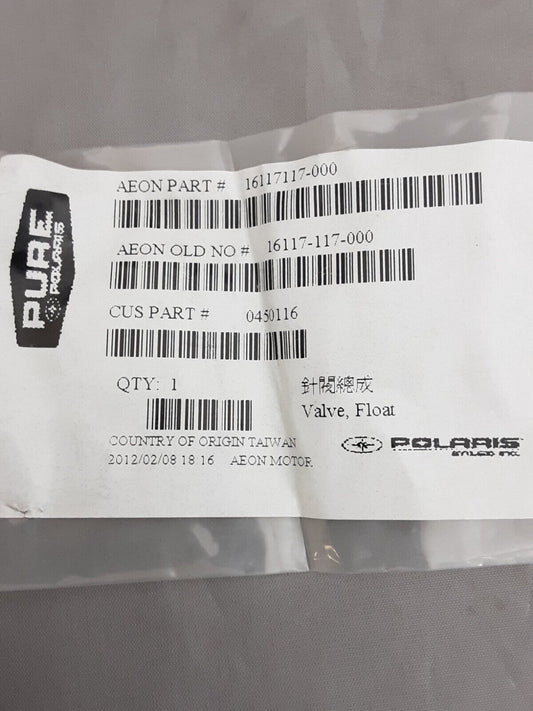 PURE
POLARIS
AEON PART # 16117117-000
AEON OLD NO # 16117-117-000
CUS PART # 0450116
QTY: 1
針閥總成
Valve, Float
COUNTRY OF ORIGIN TAIWAN
2012/02/08 18:16 AEON MOTOR
POLARIS